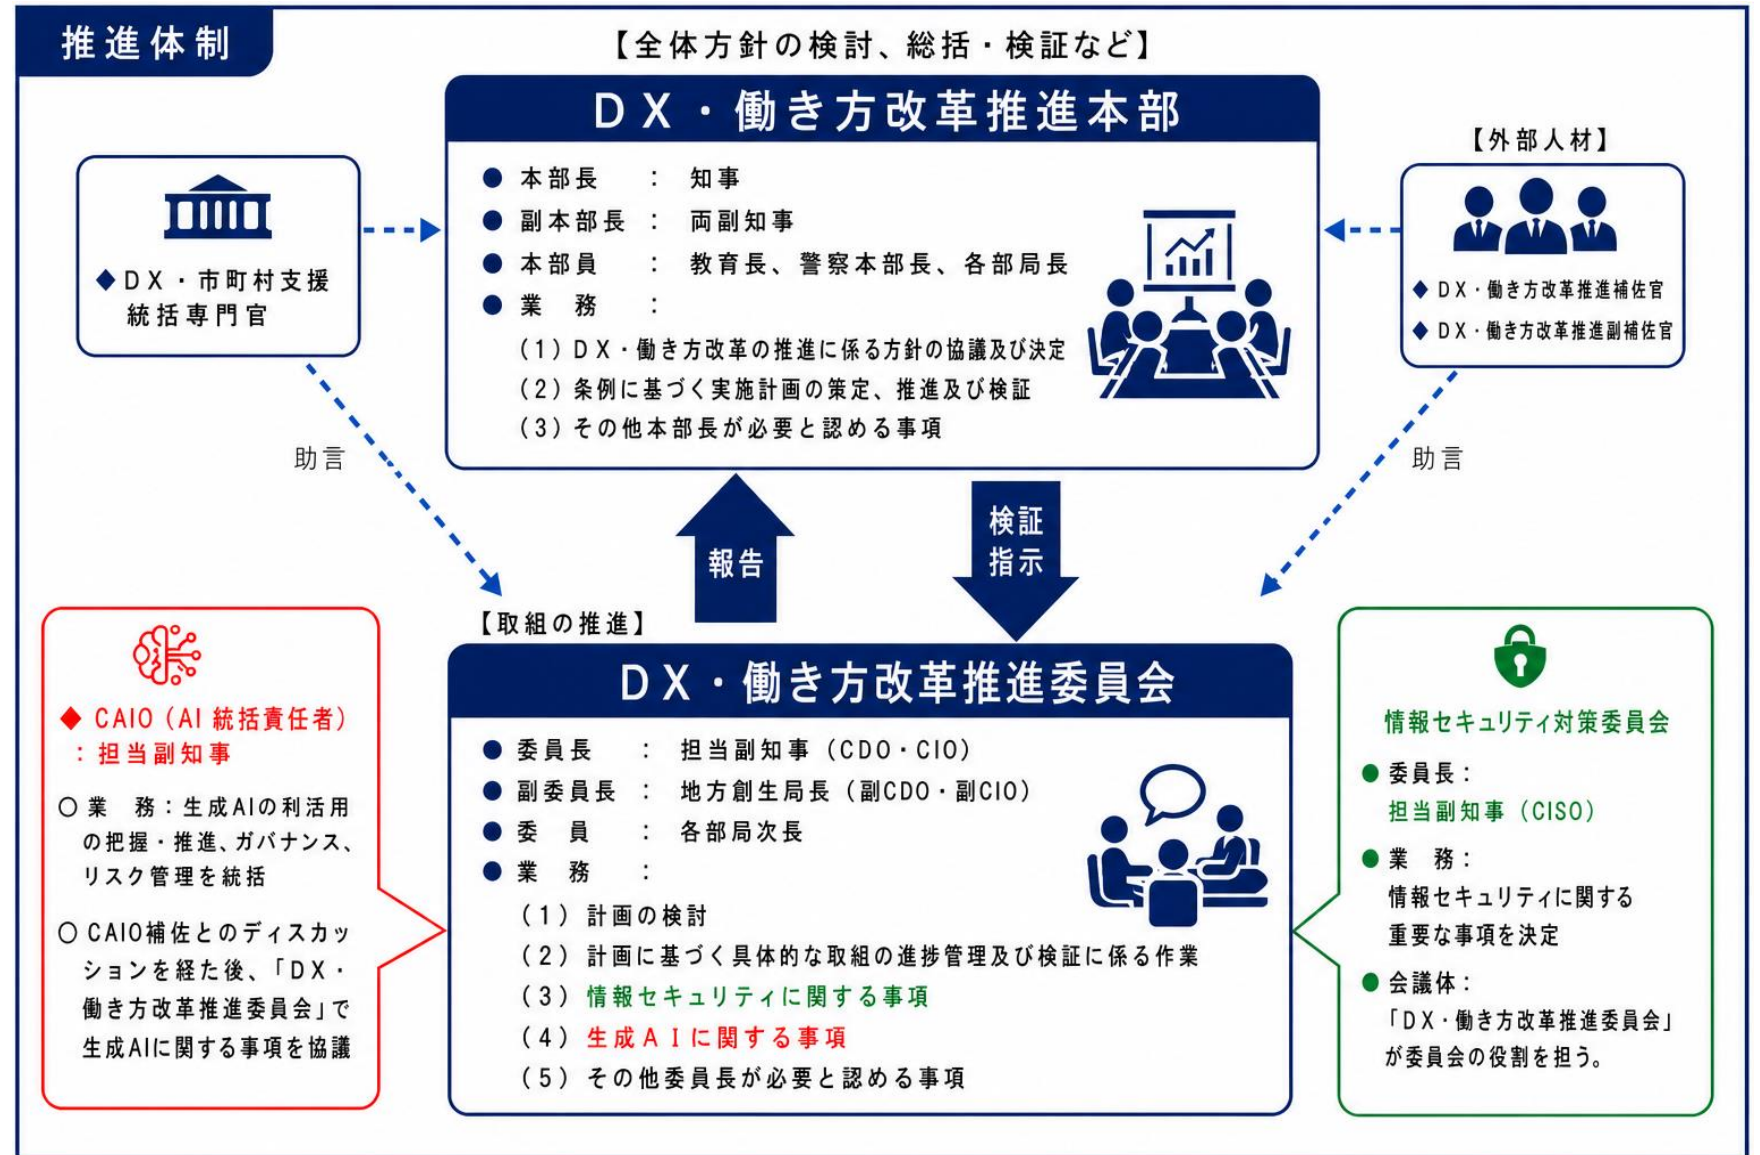 推進体制
【全体方針の検討、総括・検証など】
ＤＸ・働き方改革推進本部
● 本部長 ： 知事
● 副本部長 ： 両副知事
● 本部員 ： 教育長、警察本部長、各部局長
● 業　務 ：
（1）ＤＸ・働き方改革の推進に係る方針の協議及び決定
（2）条例に基づく実施計画の策定、推進及び検証
（3）その他本部長が必要と認める事項
◆ＤＸ・市町村支援
統括専門官
【外部人材】
◆ ＤＸ・働き方改革推進補佐官
◆ ＤＸ・働き方改革推進副補佐官
助言
助言
報告
検証
指示
【取組の推進】
ＤＸ・働き方改革推進委員会
● 委員長 ： 担当副知事（CDO・CIO）
● 副委員長 ： 地方創生局長（副CDO・副CIO）
● 委　員 ： 各部局次長
● 業　務 ：
（1）計画の検討
（2）計画に基づく具体的な取組の進捗管理及び検証に係る作業
（3）情報セキュリティに関する事項
（4）生成ＡＩに関する事項
（5）その他委員長が必要と認める事項
◆ CAIO（AI 統括責任者）
：担当副知事
○ 業　務：生成AIの利活用
の把握・推進、ガバナンス、
リスク管理を統括
○ CAIO補佐とのディスカッ
ションを経た後、「ＤＸ・
働き方改革推進委員会」で
生成AIに関する事項を協議
情報セキュリティ対策委員会
● 委員長：
担当副知事（CISO）
● 業　務：
情報セキュリティに関する
重要な事項を決定
● 会議体：
「ＤＸ・働き方改革推進委員会」
が委員会の役割を担う。